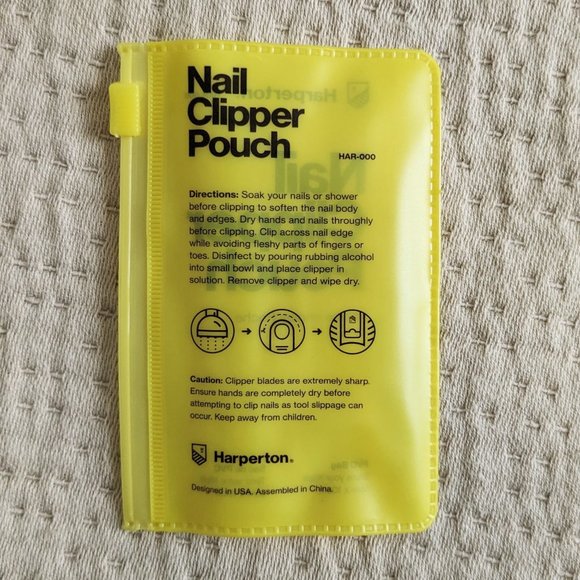 Nail
Clipper
Pouch
HAR-000
Directions: Soak your nails or shower
before clipping to soften the nail body
and edges. Dry hands and nails throughly
before clipping. Clip across nail edge
while avoiding fleshy parts of fingers or
toes. Disinfect by pouring rubbing alcohol
into small bowl and place clipper in
solution. Remove clipper and wipe dry.
Caution: Clipper blades are extremely sharp.
Ensure hands are completely dry before
attempting to clip nails as tool slippage can
occur. Keep away from children.
Harperton®
Designed in USA. Assembled in China.